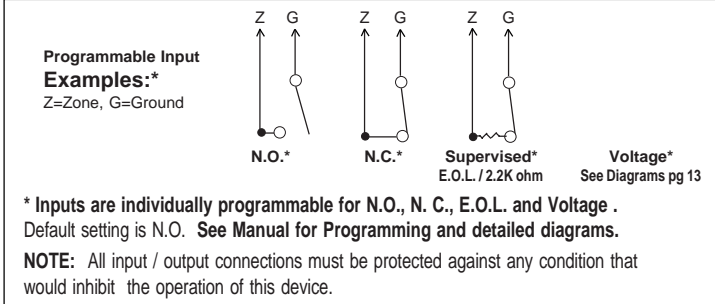 Z G Z G Z G
Programmable Input
Examples:*
Z=Zone, G=Ground
N.O.* N.C.* Supervised* Voltage*
E.O.L. / 2.2K ohm See Diagrams pg 13
* Inputs are individually programmable for N.O., N. C., E.O.L. and Voltage .
Default setting is N.O. See Manual for Programming and detailed diagrams.
NOTE: All input / output connections must be protected against any condition that
would inhibit the operation of this device.